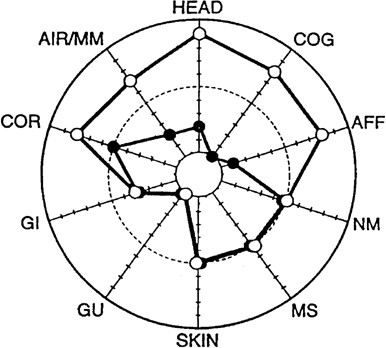 HEAD
AIR/MM
COG
COR
AFF
GI
NM
GU
MS
SKIN